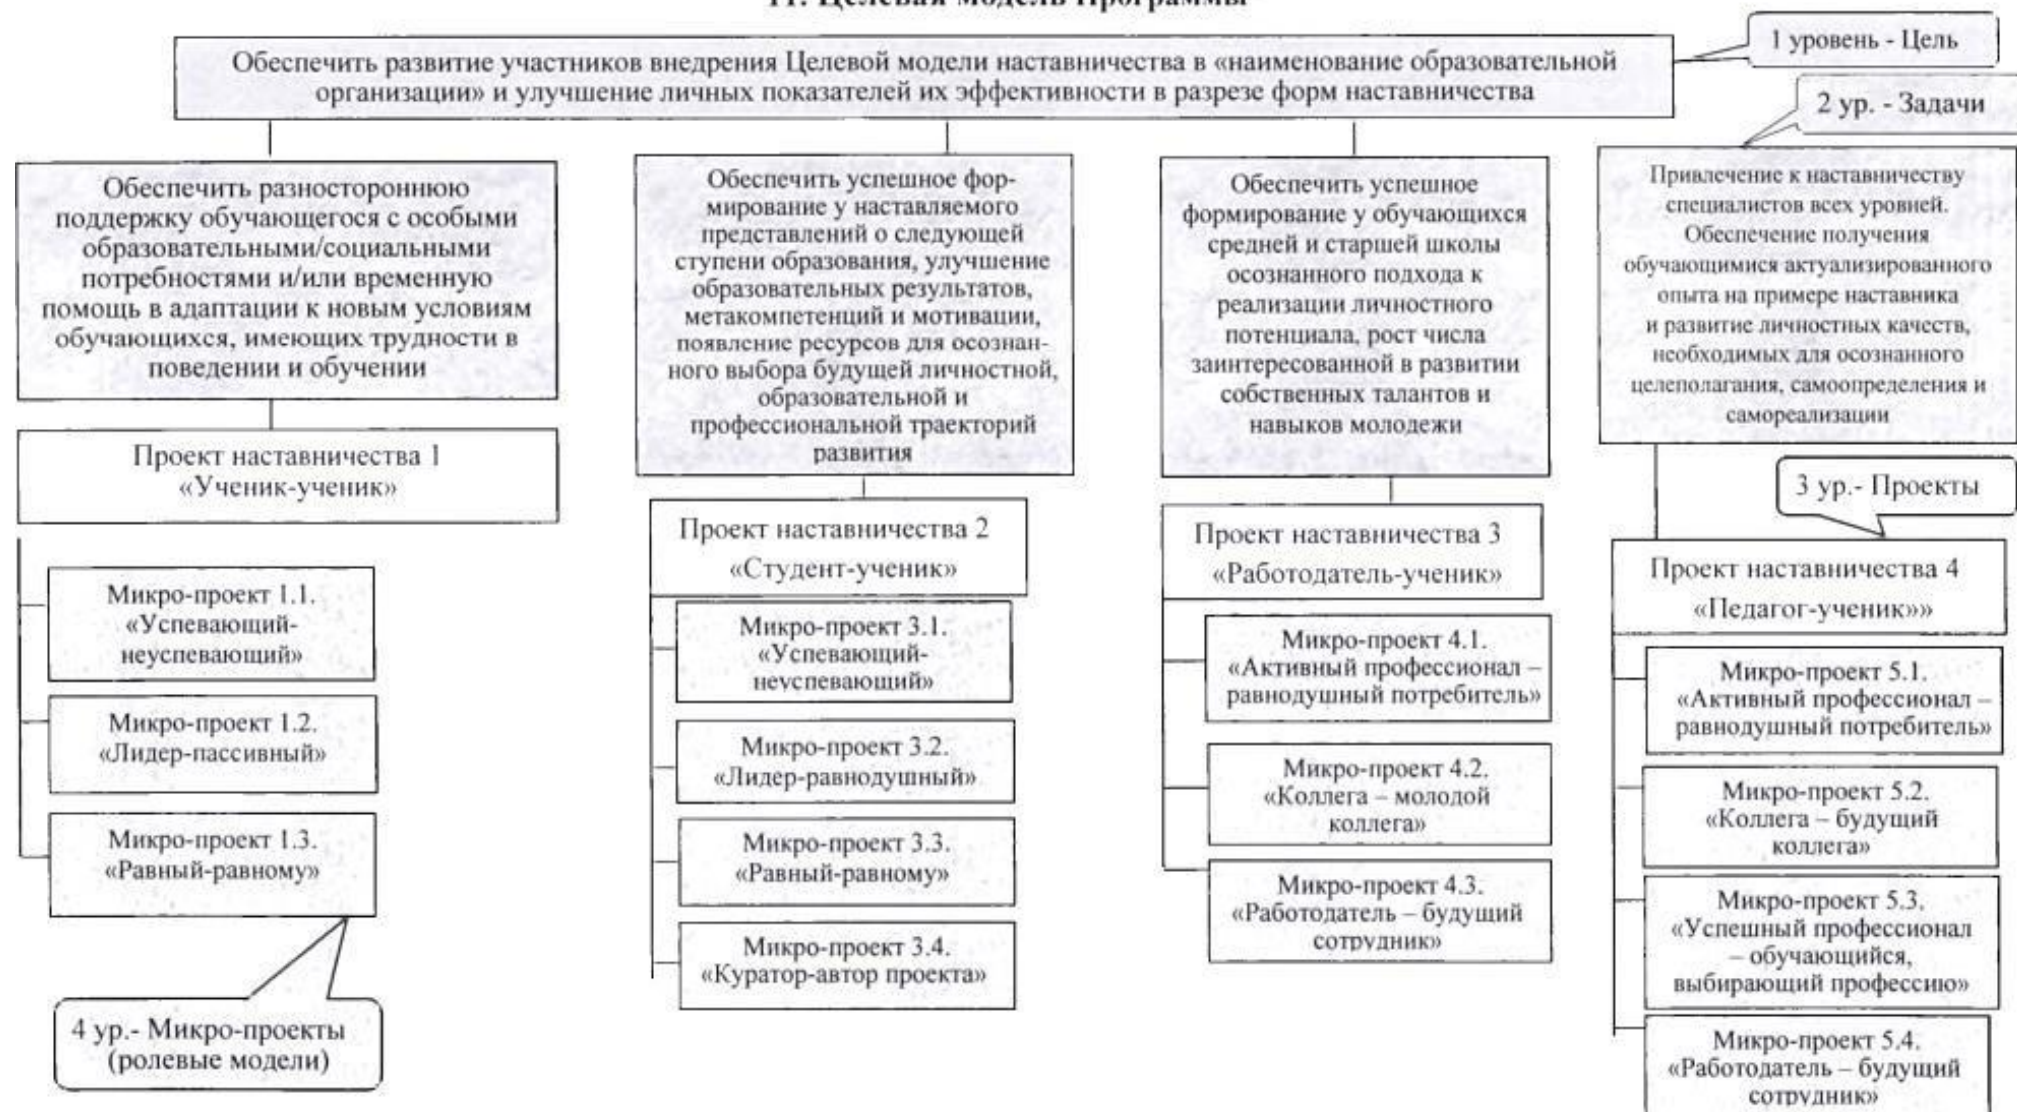 11. Целевая модель Программы
1 уровень - Цель
Обеспечить развитие участников внедрения Целевой модели наставничества в «наименование образовательной
организации» и улучшение личных показателей их эффективности в разрезе форм наставничества
2 ур. - Задачи
Обеспечить разностороннюю
поддержку обучающегося с особыми
образовательными/социальными
потребностями и/или временную
помощь в адаптации к новым условиям
обучающихся, имеющих трудности в
поведении и обучении
Обеспечить успешное фор-
мирование у наставляемого
представлений о следующей
ступени образования, улучшение
образовательных результатов,
метакомпетенций и мотивации,
появление ресурсов для осознан-
ного выбора будущей личностной,
образовательной и
профессиональной траекторий
развития
Обеспечить успешное
формирование у обучающихся
средней и старшей школы
осознанного подхода к
реализации личностного
потенциала, рост числа
заинтересованной в развитии
собственных талантов и
навыков молодежи
Привлечение к наставничеству
специалистов всех уровней.
Обеспечение получения
обучающимися актуализированного
опыта на примере наставника
и развитие личностных качеств,
необходимых для осознанного
целеполагания, самоопределения и
самореализации
3 ур.- Проекты
Проект наставничества 1
«Ученик-ученик»
Микро-проект 1.1.
«Успевающий-
неуспевающий»
Микро-проект 1.2.
«Лидер-пассивный»
Микро-проект 1.3.
«Равный-равному»
4 ур.- Микро-проекты
(ролевые модели)
Проект наставничества 2
«Студент-ученик»
Микро-проект 3.1.
«Успевающий-
неуспевающий»
Микро-проект 3.2.
«Лидер-равнодушный»
Микро-проект 3.3.
«Равный-равному»
Микро-проект 3.4.
«Куратор-автор проекта»
Проект наставничества 3
«Работодатель-ученик»
Микро-проект 4.1.
«Активный профессионал –
равнодушный потребитель»
Микро-проект 4.2.
«Коллега – молодой
коллега»
Микро-проект 4.3.
«Работодатель – будущий
сотрудник»
Проект наставничества 4
«Педагог-ученик»»
Микро-проект 5.1.
«Активный профессионал –
равнодушный потребитель»
Микро-проект 5.2.
«Коллега – будущий
коллега»
Микро-проект 5.3.
«Успешный профессионал
– обучающийся,
выбирающий профессию»
Микро-проект 5.4.
«Работодатель – будущий
сотрудник»